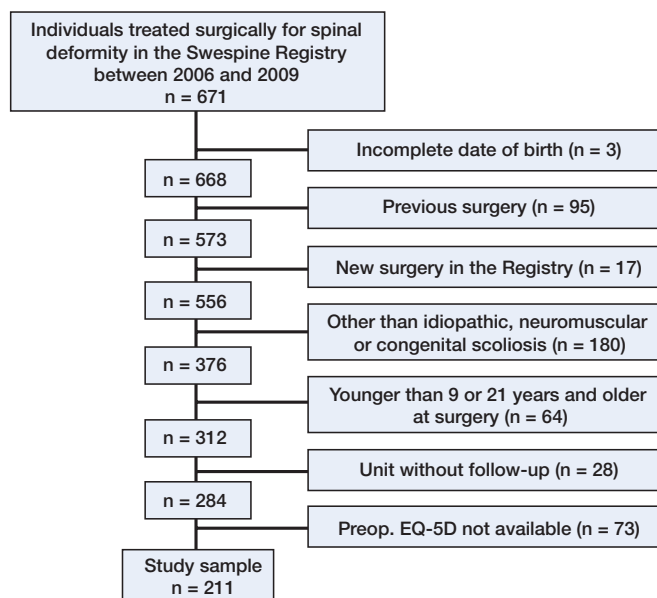 Individuals treated surgically for spinal
deformity in the Swespine Registry
between 2006 and 2009
n = 671
Incomplete date of birth (n = 3)
n = 668
Previous surgery (n = 95)
n = 573
New surgery in the Registry (n = 17)
n = 556
Other than idiopathic, neuromuscular
or congenital scoliosis (n = 180)
n = 376
Younger than 9 or 21 years and older
at surgery (n = 64)
n = 312
Unit without follow-up (n = 28)
n = 284
Preop. EQ-5D not available (n = 73)
Study sample
n = 211